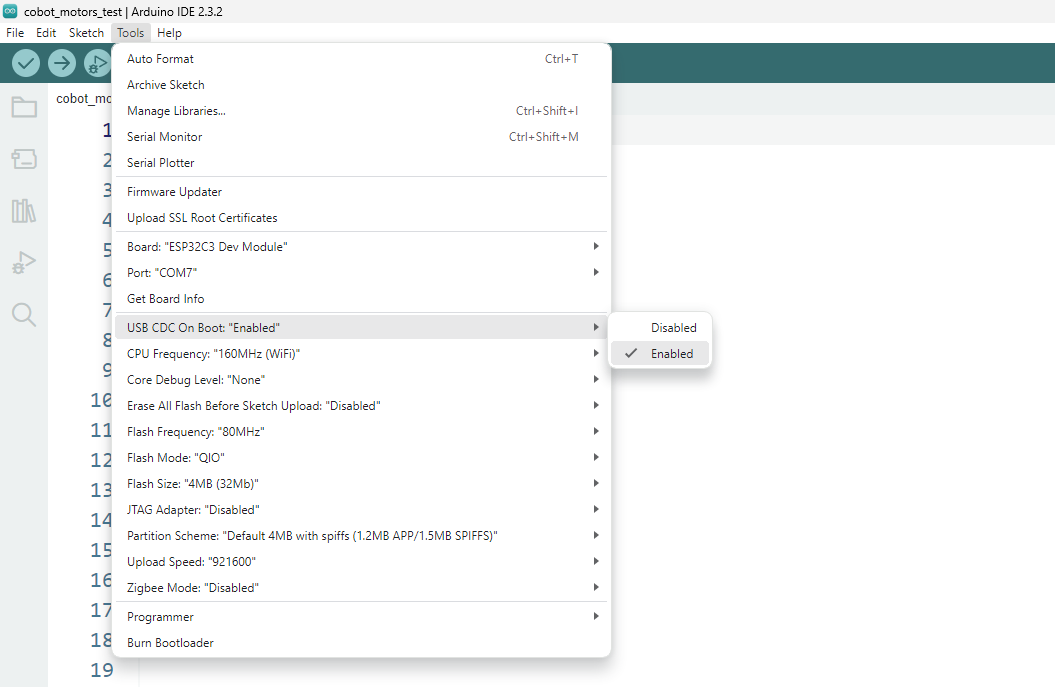 cobot_motors_test | Arduino IDE 2.3.2
File Edit Sketch Tools Help
Auto Format Ctrl+T
Archive Sketch
cobot_mo
Manage Libraries... Ctrl+Shift+I
1
Serial Monitor Ctrl+Shift+M
2
Serial Plotter
3
Firmware Updater
4
Upload SSL Root Certificates
5
Board: "ESP32C3 Dev Module"
6
Port: "COM7"
Get Board Info
7
USB CDC On Boot: "Enabled"
Disabled
8
CPU Frequency: "160MHz (WiFi)"
Enabled
9
Core Debug Level: "None"
10
Erase All Flash Before Sketch Upload: "Disabled"
11
Flash Frequency: "80MHz"
12
Flash Mode: "QIO"
13
Flash Size: "4MB (32Mb)"
14
JTAG Adapter: "Disabled"
15
Partition Scheme: "Default 4MB with spiffs (1.2MB APP/1.5MB SPIFFS)"
16
Upload Speed: "921600"
Zigbee Mode: "Disabled"
17
Programmer
18
Burn Bootloader
19